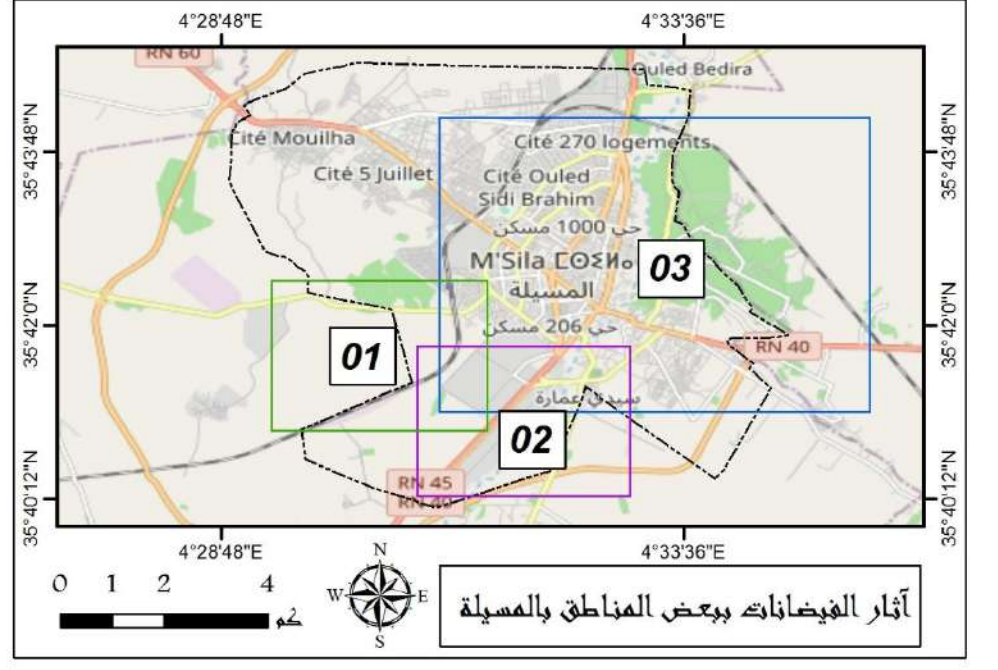 4°28'48"E
4°33'36"E
35°43'48"N
35°42'0"N
35°40'12"N
35°43'48"N
35°42'0"N
35°40'12"N
RN 60
Ouled Bedira
Cité Mouilha
Cité 270 logements
Cité 5 Juillet
Cité Ouled
Sidi Brahim
حي 1000 مسكن
M'Sila ⵎⵙⵉⵍⴰ
المسيلة
03
حي 206 مسكن
01
RN 40
سيدي عمارة
02
RN 45
RN 40
4°28'48"E
4°33'36"E
0 1 2 4
كم
N
W E
S
آثار الفيضانات ببعض المناطق بالمسيلة